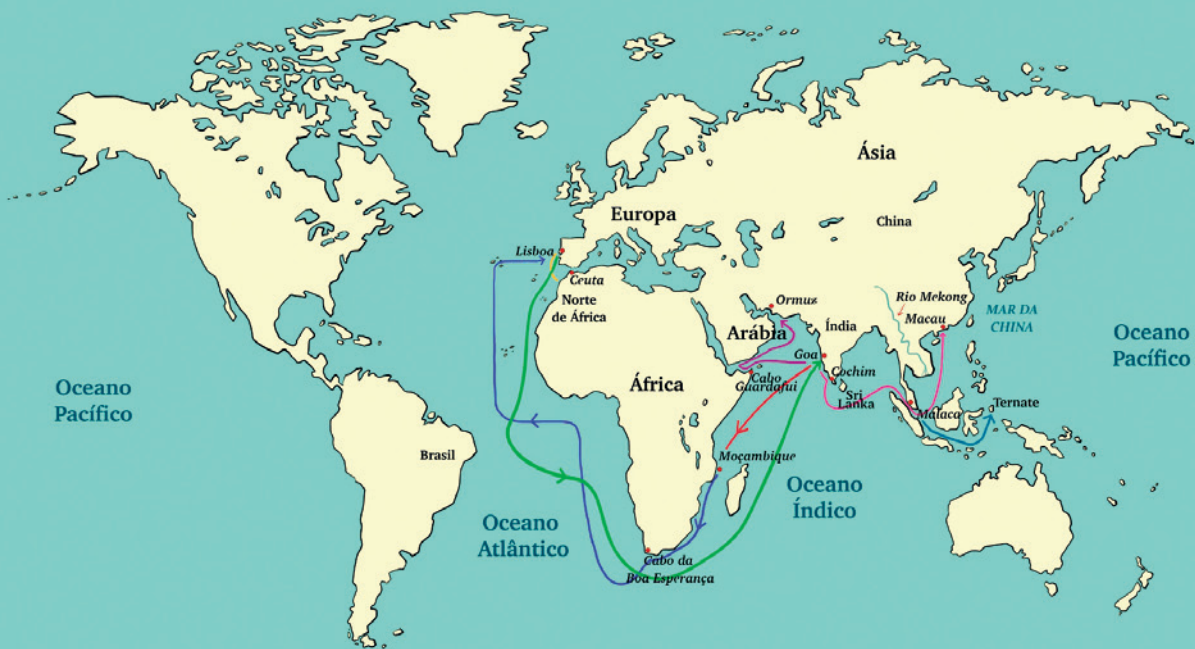 Ásia
Europa
China
Lisboa
Ceuta
Norte
de África
Ormuz
Rio Mekong
Macau
MAR DA
CHINA
Arábia
Índia
Oceano
Pacífico
Goa
Cabo
Guardafui
Cochim
Sri
Lanka
Malaca
Ternate
África
Oceano
Pacífico
Brasil
Moçambique
Oceano
Índico
Oceano
Atlântico
Cabo da
Boa Esperança